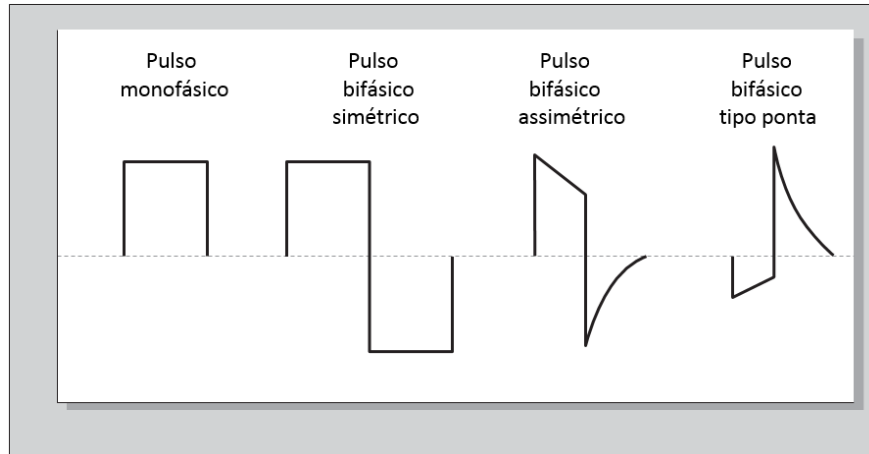 Pulso
monofásico
Pulso
bifásico
simétrico
Pulso
bifásico
assimétrico
Pulso
bifásico
tipo ponta